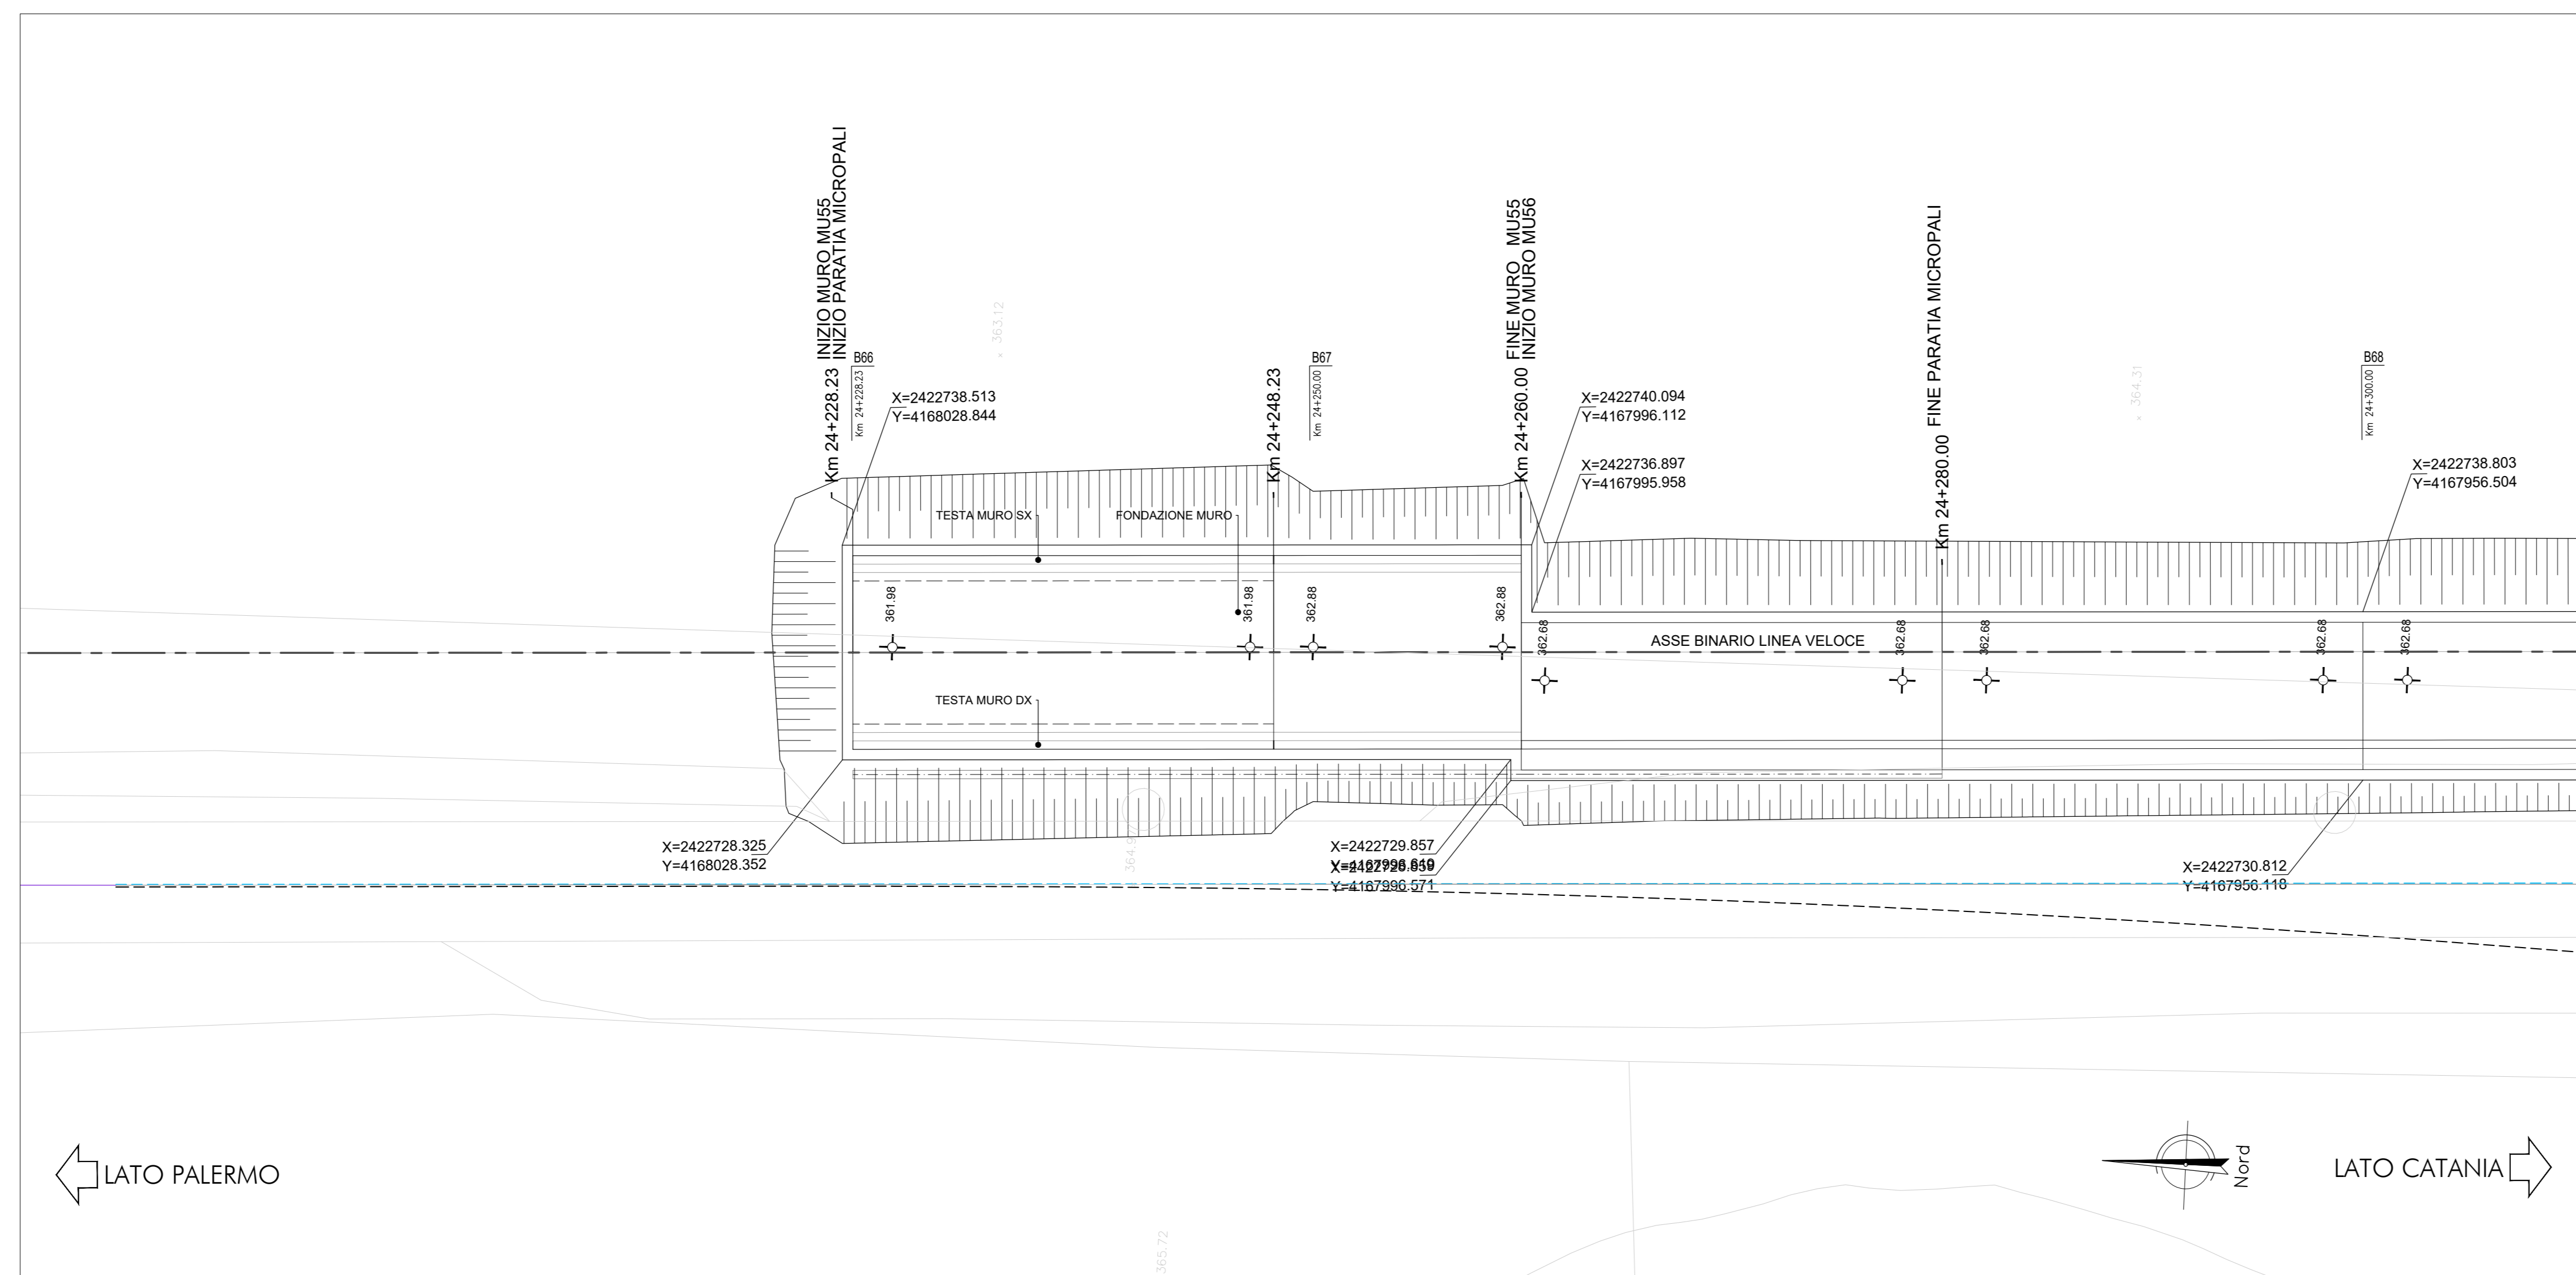 INIZIO MURO MU55
INIZIO PARATIA MICROPALI
Km 24+228.23
B66
Km 24+228.23
X=2422738.513
Y=4168028.844
× 363.12
Km 24+248.23
B67
Km 24+250.00
FINE MURO MU55
INIZIO MURO MU56
Km 24+260.00
X=2422740.094
Y=4167996.112
X=2422736.897
Y=4167995.958
FINE PARATIA MICROPALI
Km 24+280.00
× 364.31
B68
Km 24+300.00
X=2422738.803
Y=4167956.504
TESTA MURO SX
FONDAZIONE MURO
361.98
361.98
362.88
362.88
362.68
ASSE BINARIO LINEA VELOCE
362.68
362.68
362.68
362.68
TESTA MURO DX
X=2422728.325
Y=4168028.352
X=2422729.857
Y=4167996.571
X=2422730.812
Y=4167956.118
LATO PALERMO
Nord
LATO CATANIA
365.72